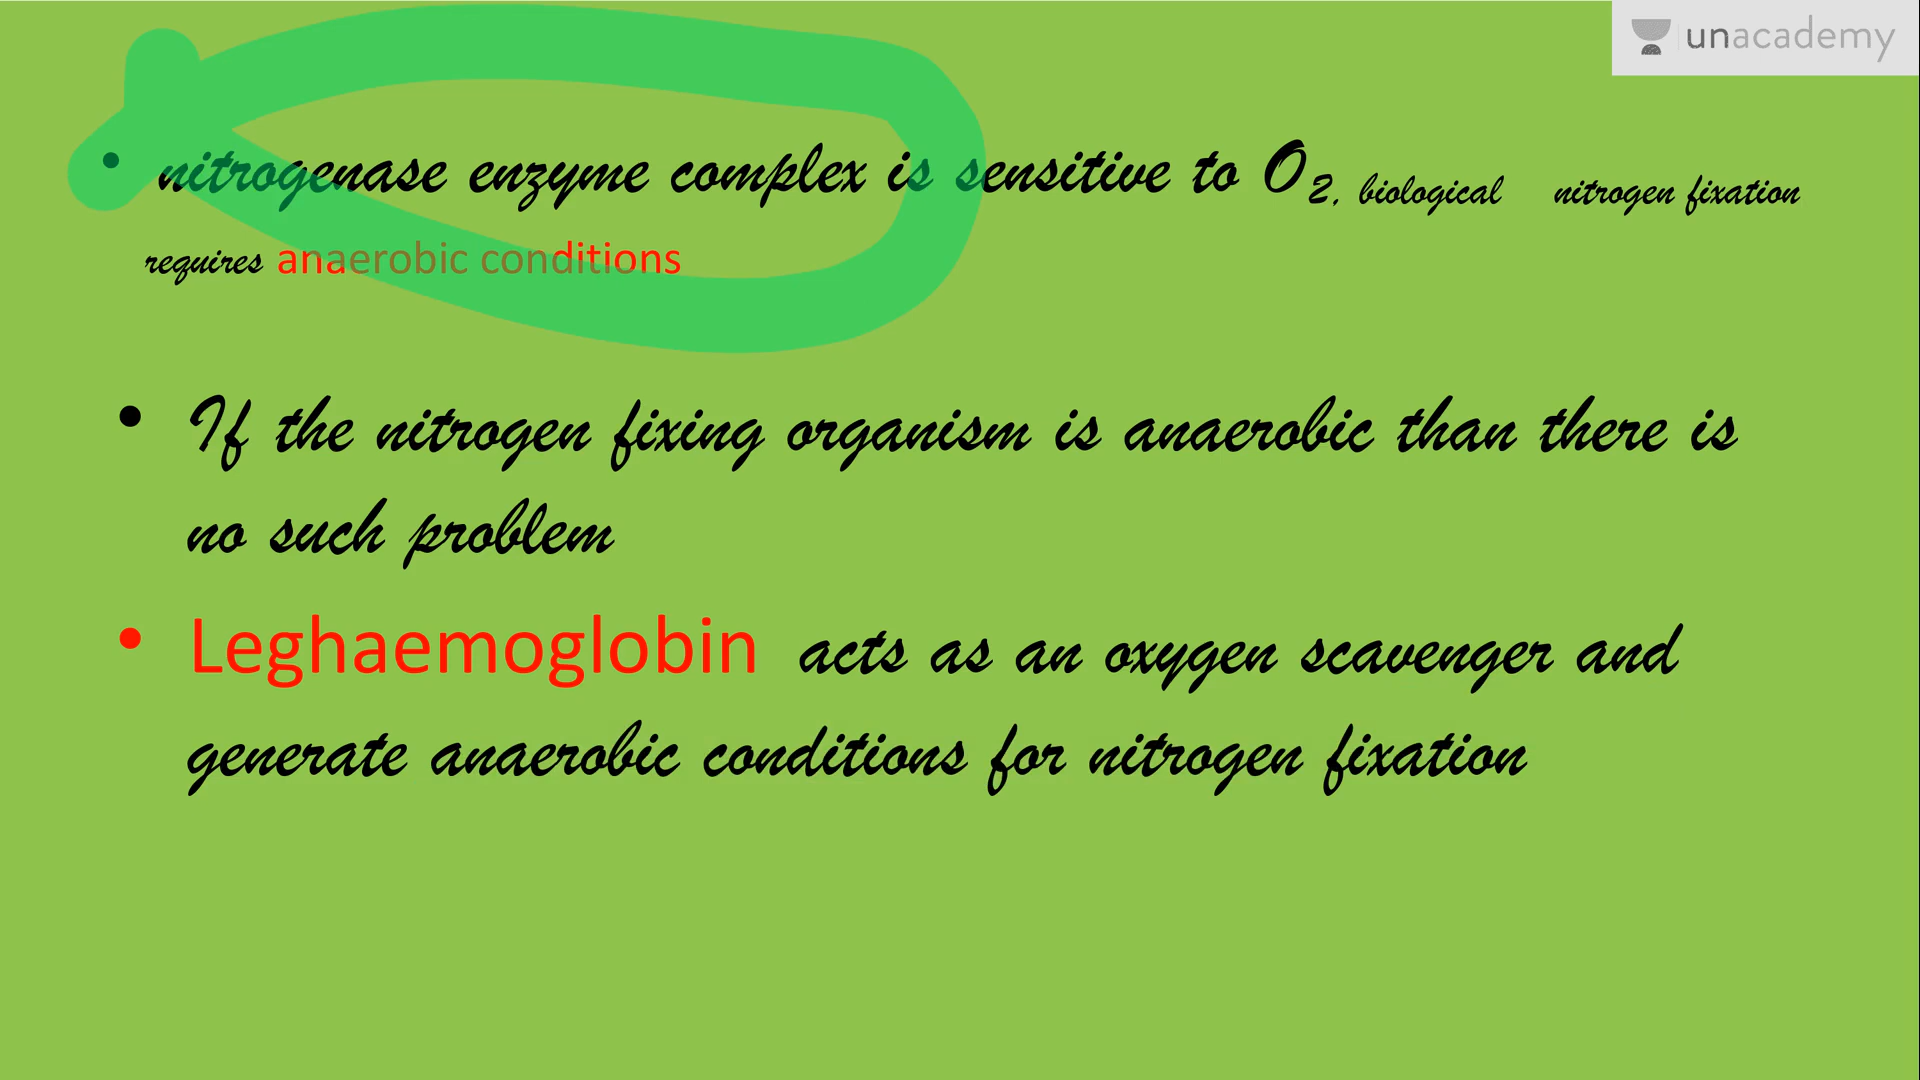 unacademy
• nitrogenase enzyme complex is sensitive to O2, biological nitrogen fixation
requires anaerobic conditions
• If the nitrogen fixing organism is anaerobic than there is
no such problem
• Leghaemoglobin acts as an oxygen scavenger and
generate anaerobic conditions for nitrogen fixation